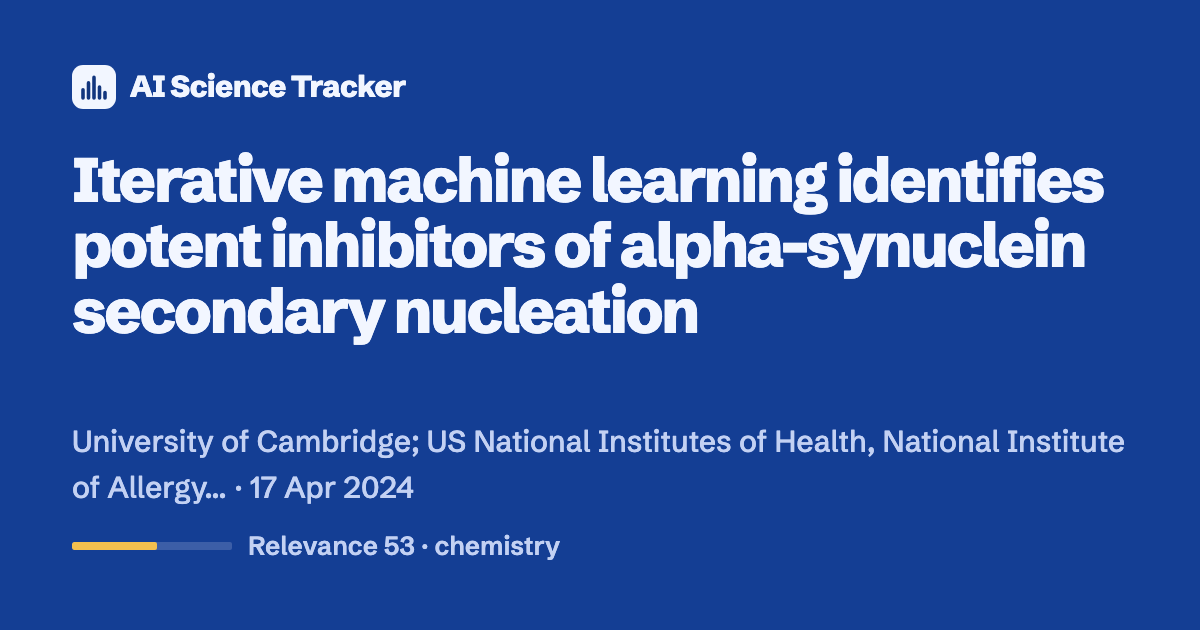 AI Science Tracker
Iterative machine learning identifies
potent inhibitors of alpha-synuclein
secondary nucleation
University of Cambridge; US National Institutes of Health, National Institute
of Allergy... · 17 Apr 2024
Relevance 53 · chemistry